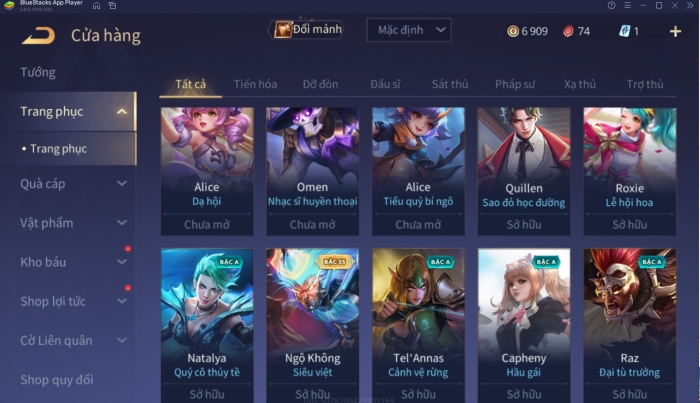 BlueStacks App Player
Cửa hàng
Đổi mảnh
Mặc định
6 909
74
1
Tướng
Trang phục
• Trang phục
Quà cáp
Vật phẩm
Kho báu
Shop lợi tức
Cờ Liên quân
Shop quy đổi
Tất cả
Tiến hóa
Đỡ đòn
Đấu sĩ
Sát thủ
Pháp sư
Xạ thủ
Trợ thủ
Alice
Dạ hội
Chưa mở
Omen
Nhạc sĩ huyền thoại
Chưa mở
Alice
Tiểu quỷ bí ngô
Chưa mở
Quillen
Sao đỏ học đường
Sở hữu
Roxie
Lễ hội hoa
Sở hữu
BẬC A
Natalya
Quý cô thủy tề
Sở hữu
BẬC SS
Ngộ Không
Siêu việt
Sở hữu
BẬC A
Tel'Annas
Cảnh vệ rừng
Sở hữu
BẬC A
Capheny
Hầu gái
Sở hữu
BẬC A
Raz
Đại tù trưởng
Sở hữu